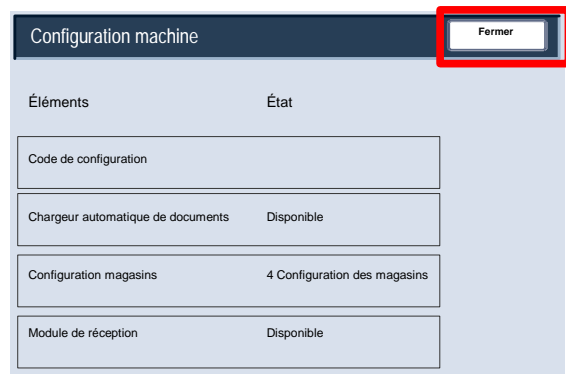 Configuration machine
Fermer
Éléments État
Code de configuration
Chargeur automatique de documents Disponible
Configuration magasins 4 Configuration des magasins
Module de réception Disponible